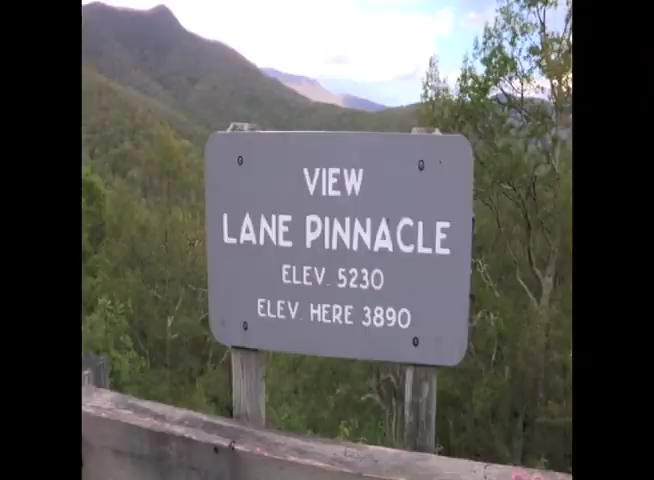 VIEW
LANE PINNACLE
ELEV. 5230
ELEV. HERE 3890